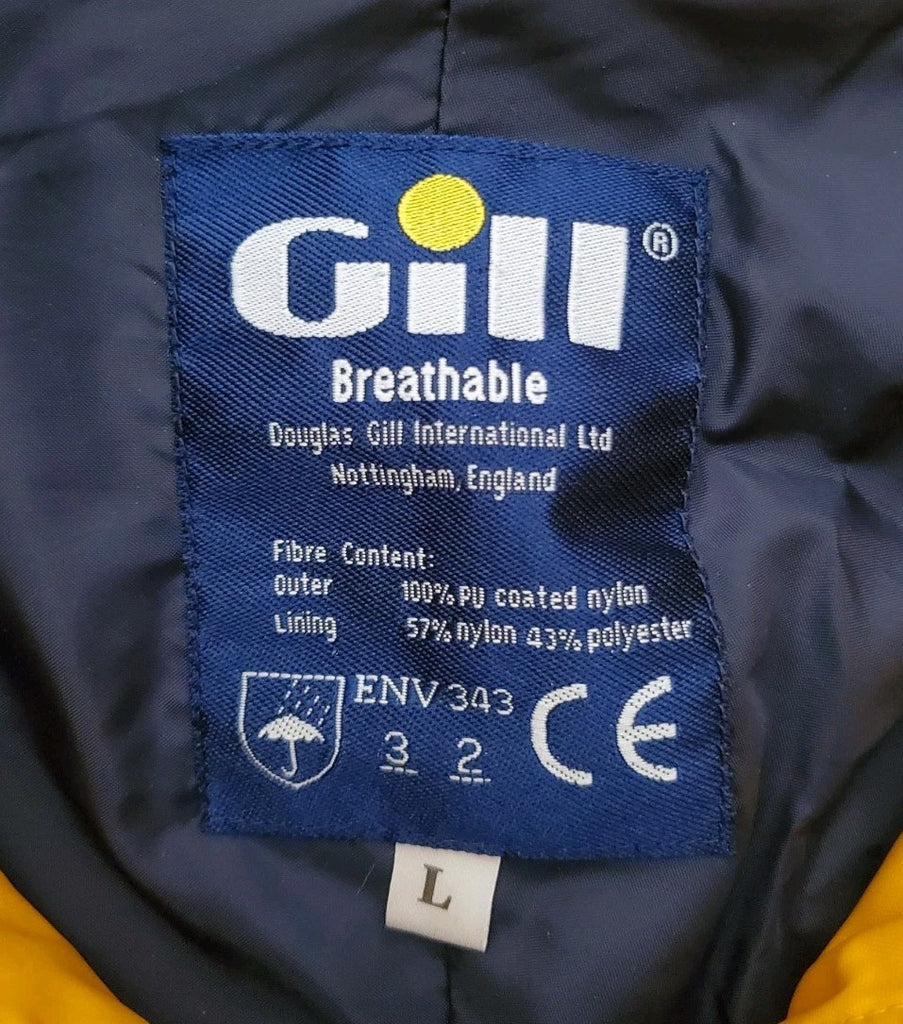 Gill®
Breathable
Douglas Gill International Ltd
Nottingham, England
Fibre Content:
Outer 100% PU coated nylon
Lining 57% nylon 43% polyester
ENV 343 CE
3 2
L